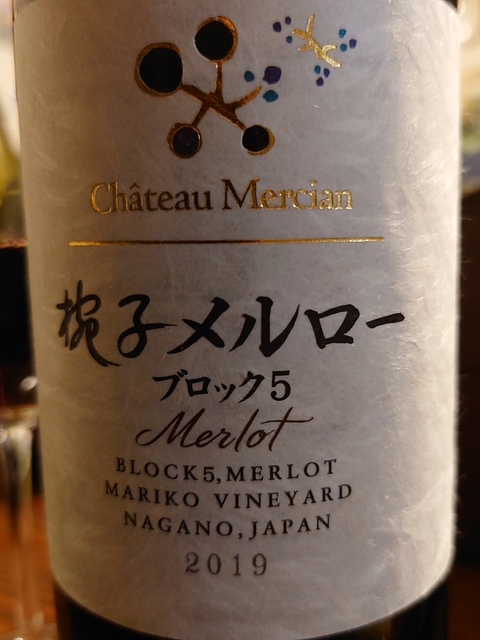 Château Mercian
椀子メルロー
ブロック5
Merlot
BLOCK5, MERLOT
MARIKO VINEYARD
NAGANO, JAPAN
2019